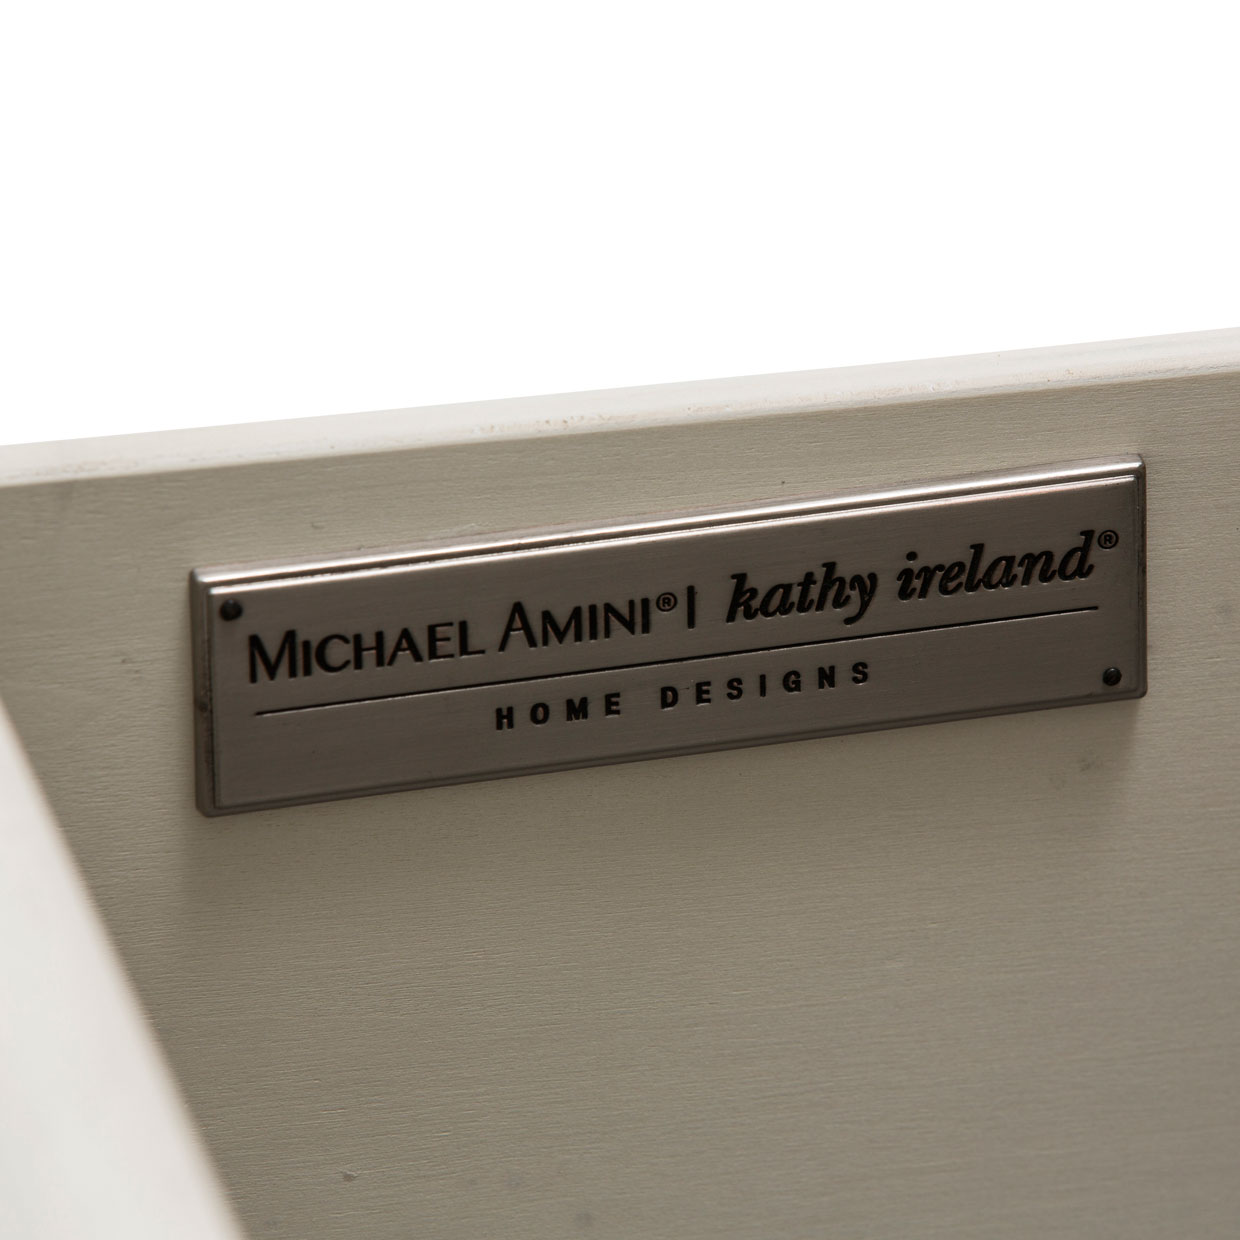 MICHAEL AMINI® | kathy ireland®
HOME DESIGNS